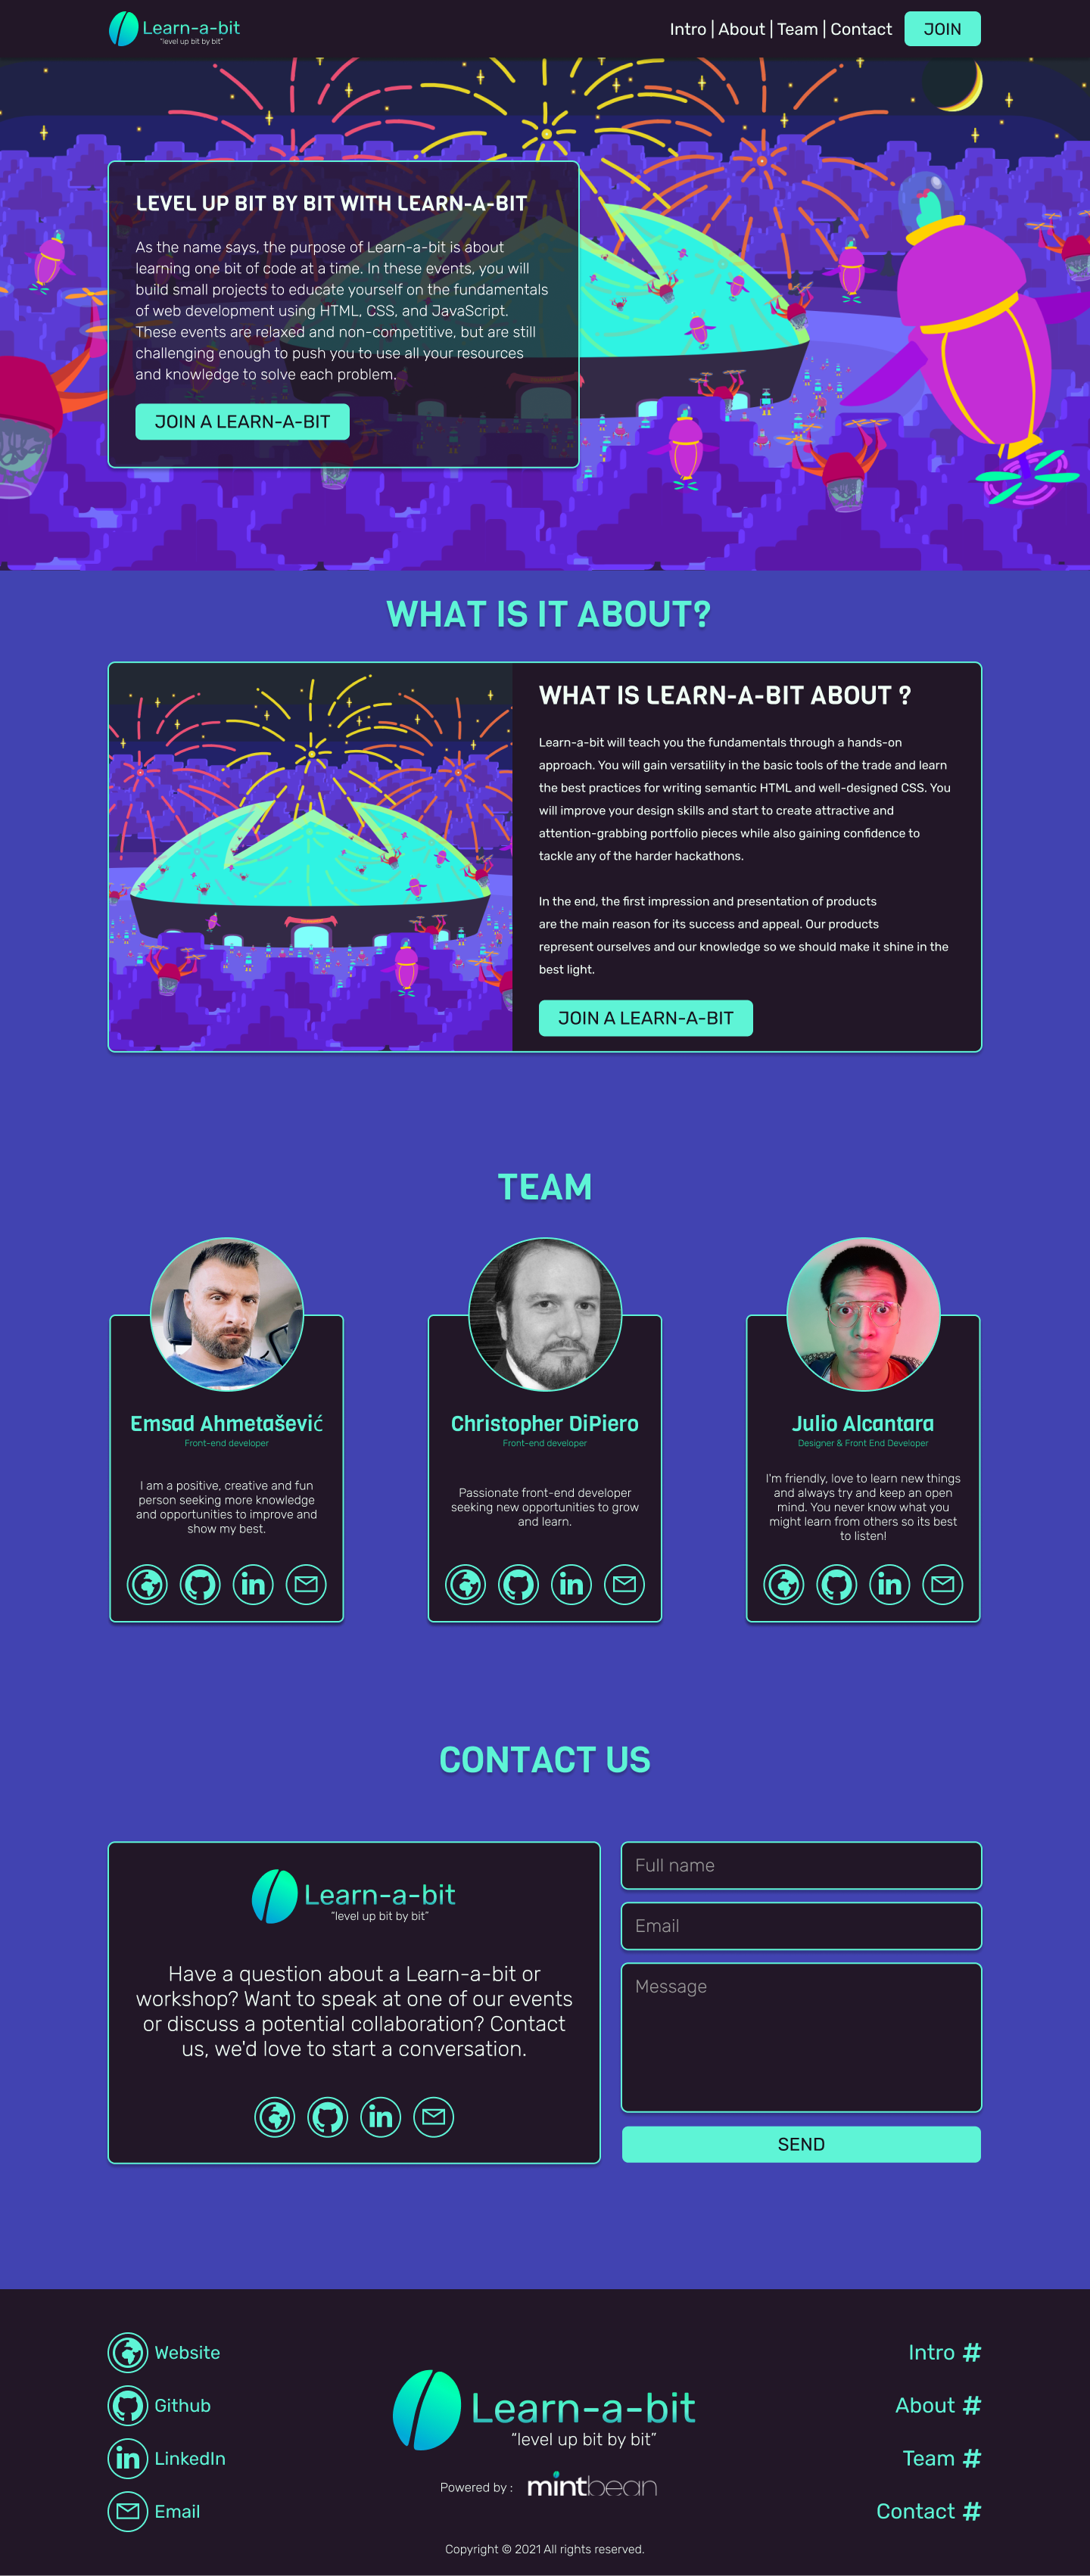 Learn-a-bit
"level up bit by bit"
Intro | About | Team | Contact
JOIN
LEVEL UP BIT BY BIT WITH LEARN-A-BIT
As the name says, the purpose of Learn-a-bit is about
learning one bit of code at a time. In these events, you will
build small projects to educate yourself on the fundamentals
of web development using HTML, CSS, and JavaScript.
These events are relaxed and non-competitive, but are still
challenging enough to push you to use all your resources
and knowledge to solve each problem.
JOIN A LEARN-A-BIT
WHAT IS IT ABOUT?
WHAT IS LEARN-A-BIT ABOUT ?
Learn-a-bit will teach you the fundamentals through a hands-on
approach. You will gain versatility in the basic tools of the trade and learn
the best practices for writing semantic HTML and well-designed CSS. You
will improve your design skills and start to create attractive and
attention-grabbing portfolio pieces while also gaining confidence to
tackle any of the harder hackathons.
In the end, the first impression and presentation of products
are the main reason for its success and appeal. Our products
represent ourselves and our knowledge so we should make it shine in the
best light.
JOIN A LEARN-A-BIT
TEAM
Emsad Ahmetašević
Front-end developer
I am a positive, creative and fun
person seeking more knowledge
and opportunities to improve and
show my best.
in
Christopher DiPiero
Front-end developer
Passionate front-end developer
seeking new opportunities to grow
and learn.
in
Julio Alcantara
Designer & Front End Developer
I'm friendly, love to learn new things
and always try and keep an open
mind. You never know what you
might learn from others so its best
to listen!
in
CONTACT US
Learn-a-bit
"level up bit by bit"
Have a question about a Learn-a-bit or
workshop? Want to speak at one of our events
or discuss a potential collaboration? Contact
us, we'd love to start a conversation.
in
Full name
Email
Message
SEND
Website
Github
in LinkedIn
Email
Learn-a-bit
"level up bit by bit"
Powered by : mintbean
Copyright © 2021 All rights reserved.
Intro #
About #
Team #
Contact #